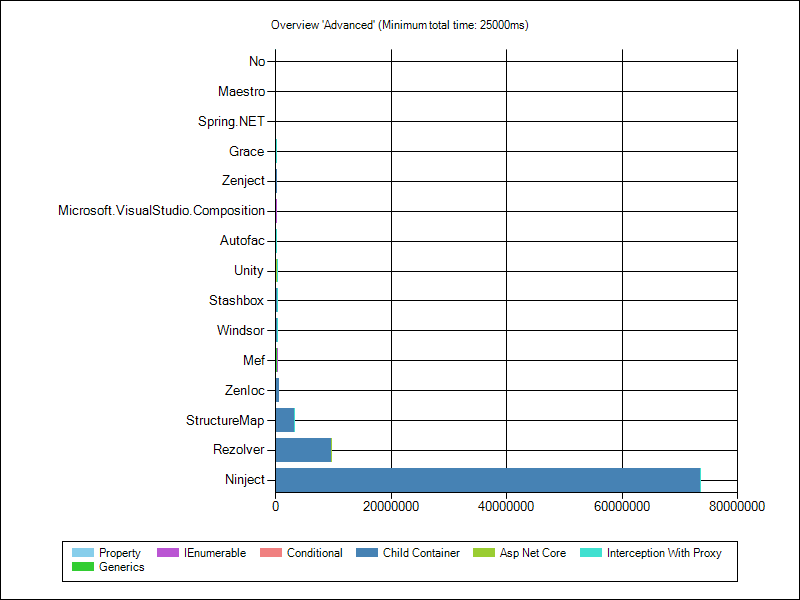 Overview 'Advanced' (Minimum total time: 25000ms)
No
Maestro
Spring.NET
Grace
Zenject
Microsoft.VisualStudio.Composition
Autofac
Unity
Stashbox
Windsor
Mef
ZenIoc
StructureMap
Rezolver
Ninject
0 20000000 40000000 60000000 80000000
Property IEnumerable Conditional Child Container Asp Net Core Interception With Proxy
Generics